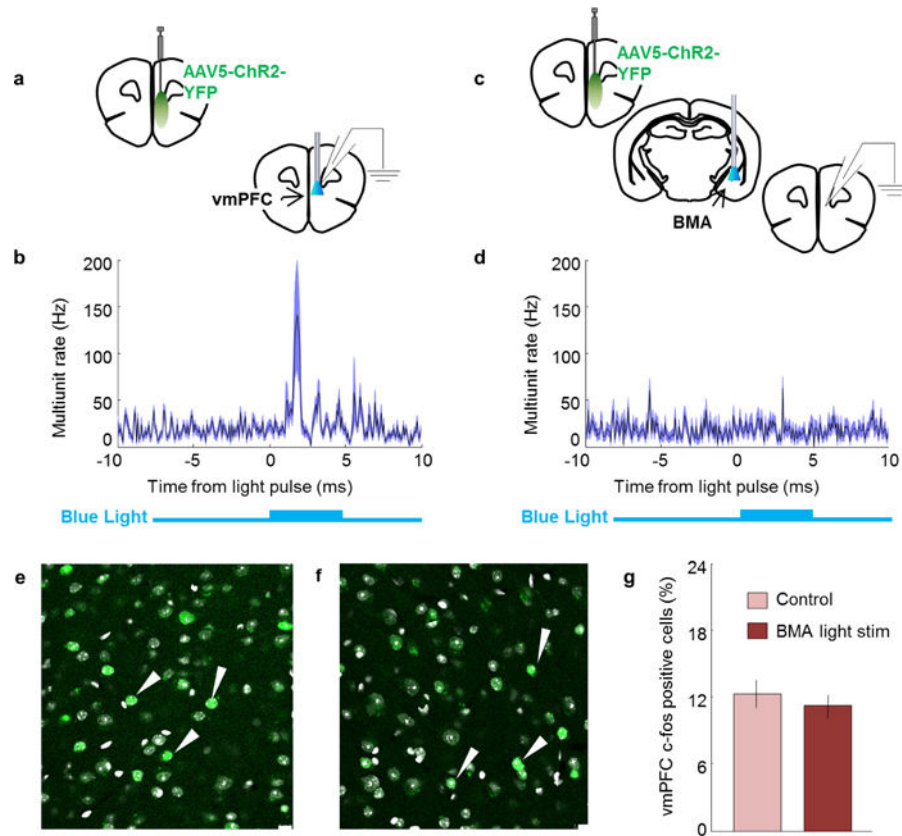 a
AAV5-ChR2-
YFP
vmPFC
c
AAV5-ChR2-
YFP
BMA
b
200
150
100
50
0
Multiunit rate (Hz)
-10
-5
0
5
10
Time from light pulse (ms)
Blue Light
d
200
150
100
50
0
Multiunit rate (Hz)
-10
-5
0
5
10
Time from light pulse (ms)
Blue Light
e
f
g
24
18
12
6
0
vmPFC c-fos positive cells (%)
Control
BMA light stim